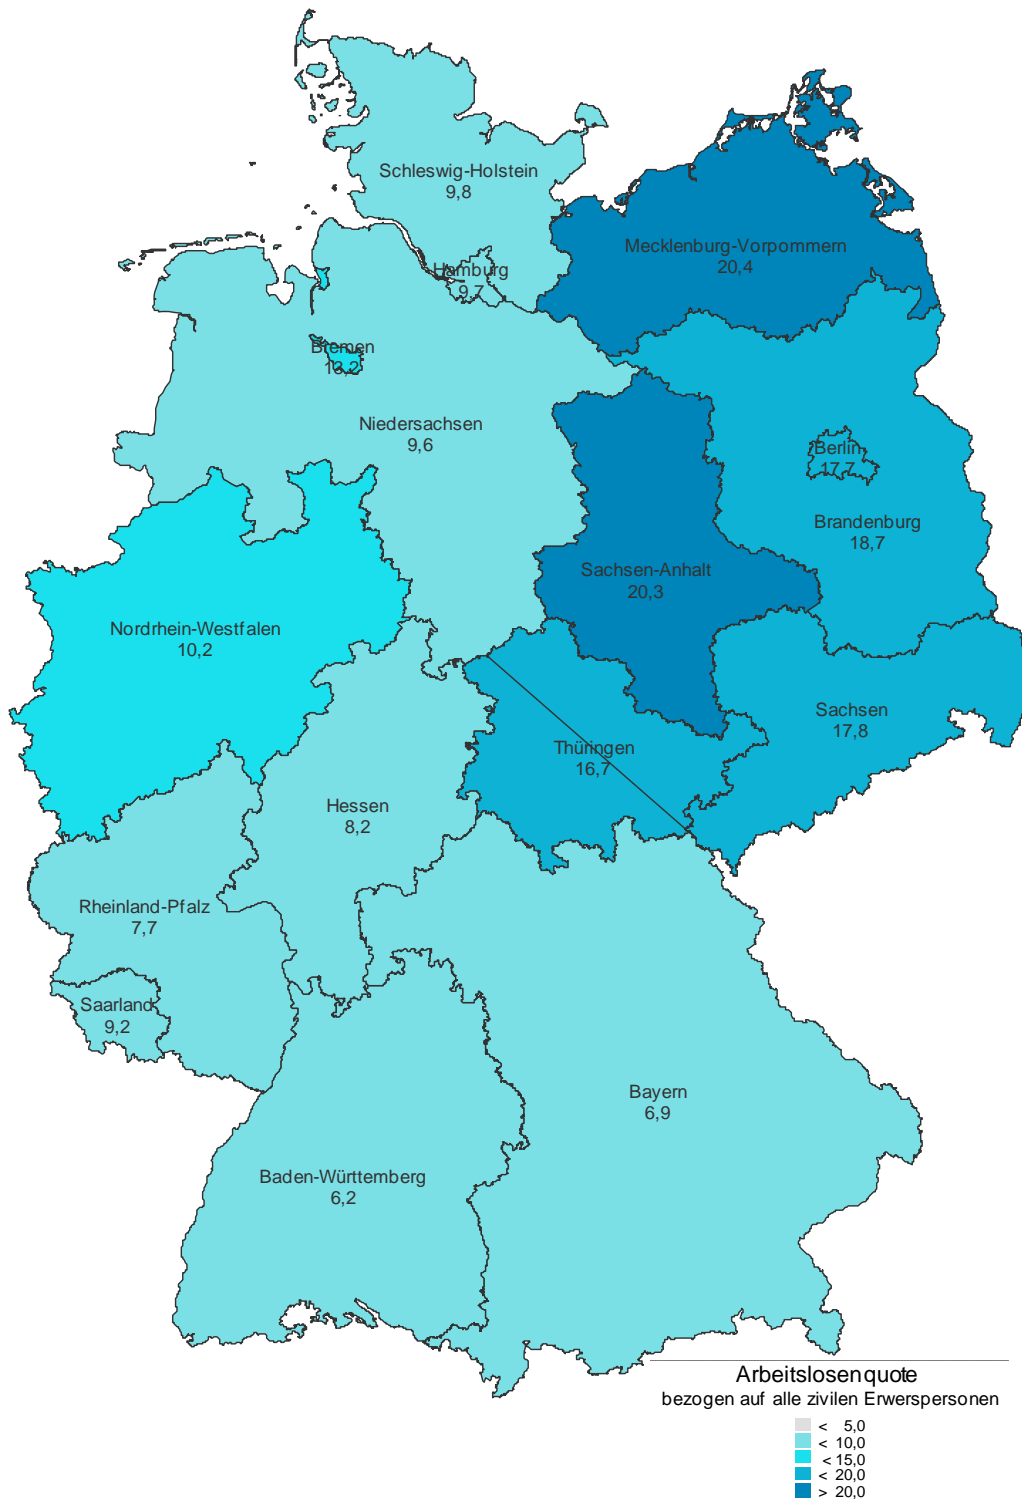 Schleswig-Holstein
9,8
Mecklenburg-Vorpommern
20,4
Hamburg
9,7
Bremen
13,2
Niedersachsen
9,6
Berlin
17,7
Brandenburg
18,7
Sachsen-Anhalt
20,3
Nordrhein-Westfalen
10,2
Sachsen
17,8
Thüringen
16,7
Hessen
8,2
Rheinland-Pfalz
7,7
Saarland
9,2
Bayern
6,9
Baden-Württemberg
6,2
Arbeitslosenquote
bezogen auf alle zivilen Erwerspersonen
< 5,0
< 10,0
< 15,0
< 20,0
> 20,0